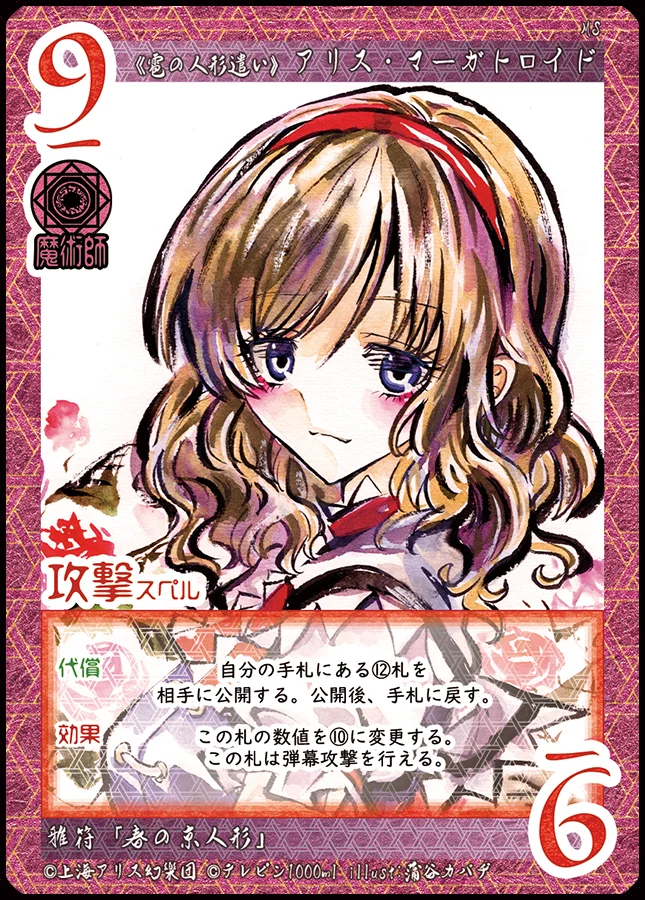 9
MS
《雹の人形遣い》 アリス・マーガトロイド
魔術師
攻撃スペル
代償
自分の手札にある⑫札を
相手に公開する。公開後、手札に戻す。
効果
この札の数値を⑩に変更する。
この札は弾幕攻撃を行える。
雅符「春の京人形」
©上海アリス幻樂団 ©テレピン1000ml illust:蒲谷カバヂ
9